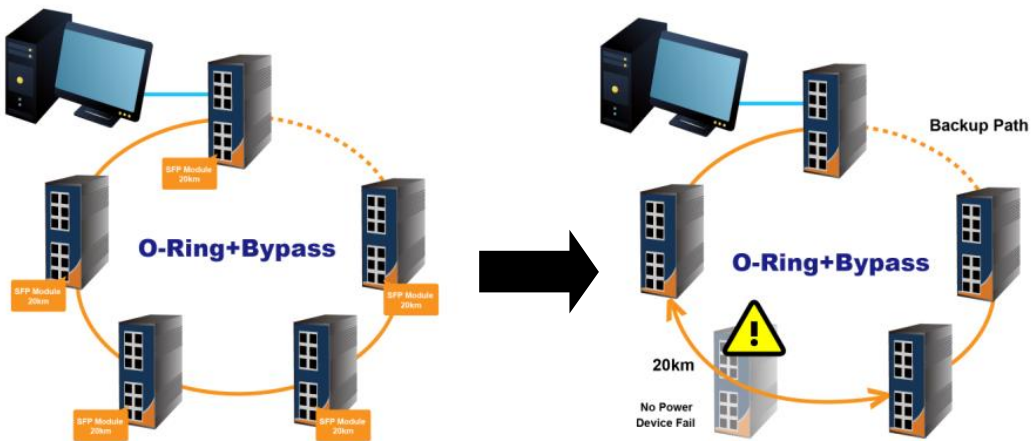 SFP Module
20km
O-Ring+Bypass
SFP Module
20km
SFP Module
20km
SFP Module
20km
SFP Module
20km
Backup Path
O-Ring+Bypass
20km
No Power
Device Fail